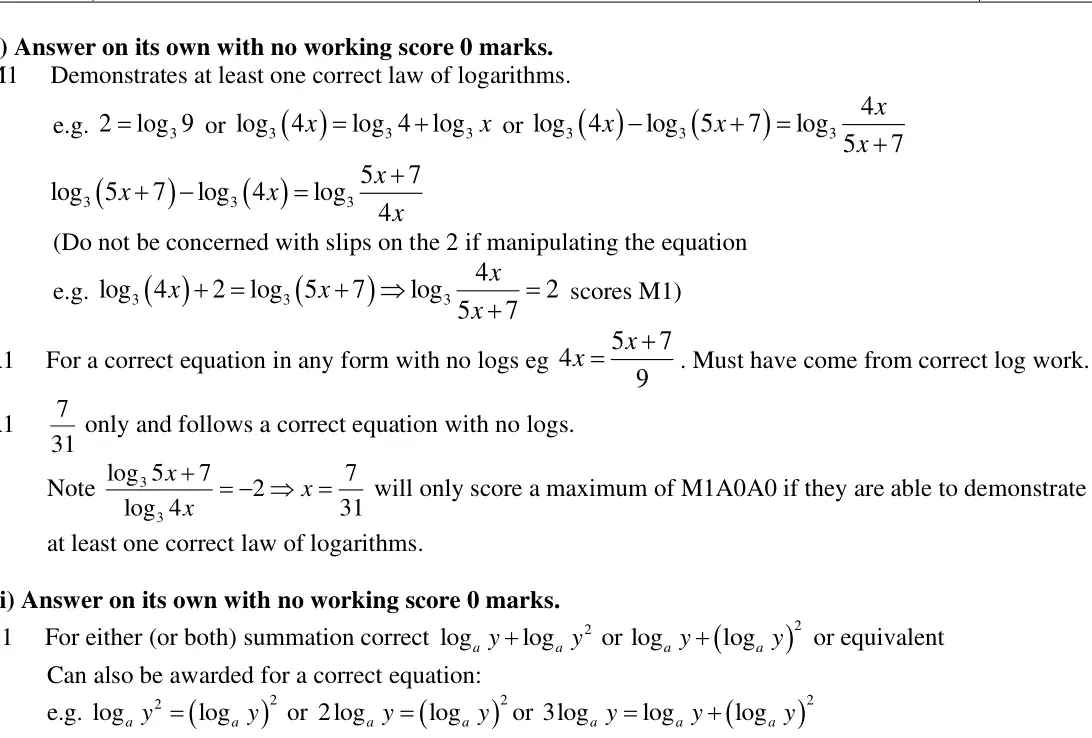 ) Answer on its own with no working score 0 marks.
M1 Demonstrates at least one correct law of logarithms.
e.g. 2 = log₃ 9 or log₃ (4x) = log₃ 4 + log₃ x or log₃ (4x) − log₃ (5x + 7) = log₃ 4x/(5x + 7)
log₃ (5x + 7) − log₃ (4x) = log₃ (5x + 7)/4x
(Do not be concerned with slips on the 2 if manipulating the equation
e.g. log₃ (4x) + 2 = log₃ (5x + 7) ⇒ log₃ 4x/(5x + 7) = 2 scores M1)
1 For a correct equation in any form with no logs eg 4x = (5x + 7)/9 . Must have come from correct log work.
1 7/31 only and follows a correct equation with no logs.
Note (log₃ 5x + 7)/(log₃ 4x) = −2 ⇒ x = 7/31 will only score a maximum of M1A0A0 if they are able to demonstrate
at least one correct law of logarithms.
i) Answer on its own with no working score 0 marks.
1 For either (or both) summation correct logₐ y + logₐ y² or logₐ y + (logₐ y)² or equivalent
Can also be awarded for a correct equation:
e.g. logₐ y² = (logₐ y)² or 2 logₐ y = (logₐ y)² or 3 logₐ y = logₐ y + (logₐ y)²